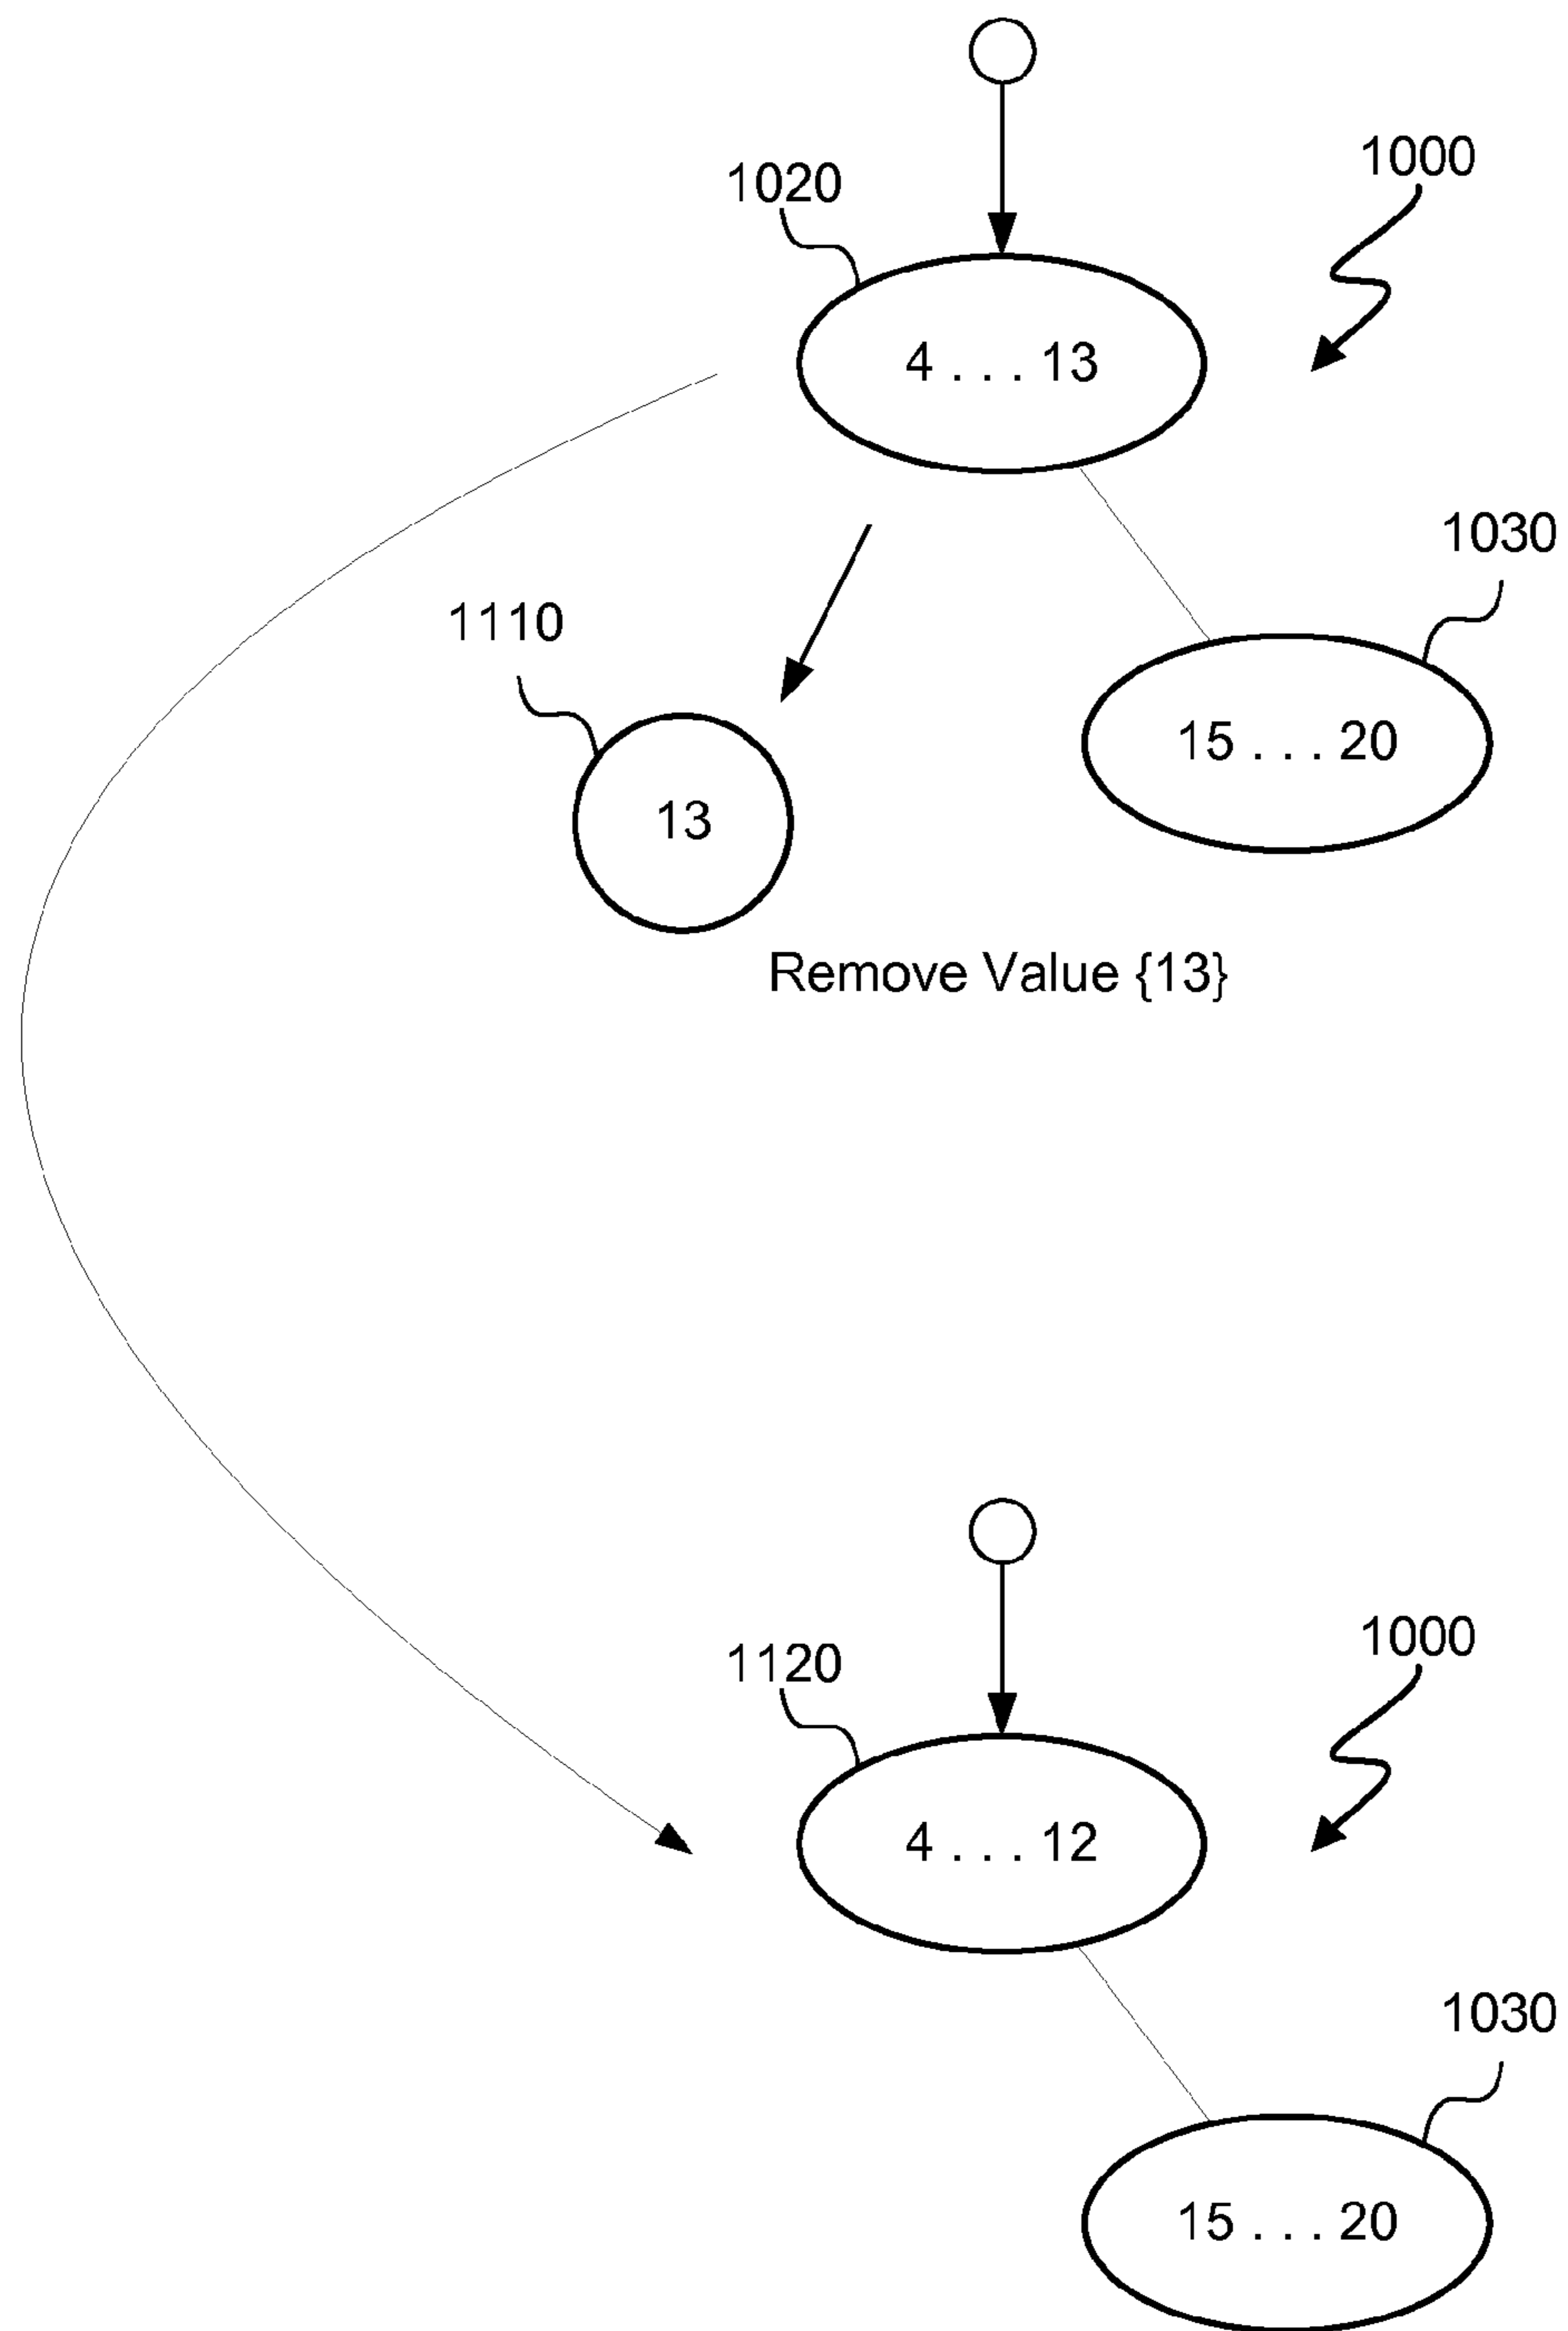 1000
1020
4 . . . 13
1030
1110
15 . . . 20
13
Remove Value {13}
1000
1120
4 . . . 12
1030
15 . . . 20